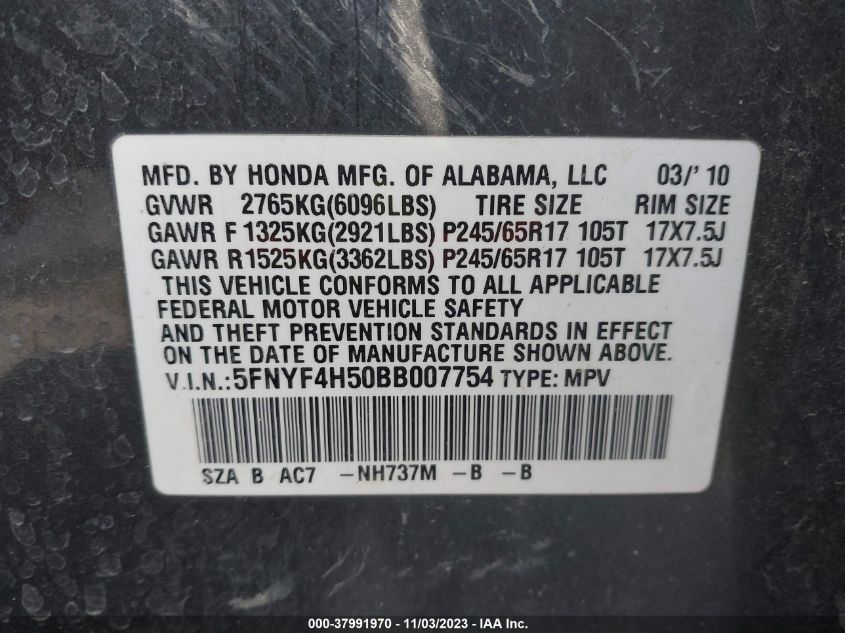 MFD. BY HONDA MFG. OF ALABAMA, LLC 03/' 10
GVWR 2765KG(6096LBS) TIRE SIZE RIM SIZE
GAWR F 1325KG(2921LBS) P245/65R17 105T 17X7.5J
GAWR R1525KG(3362LBS) P245/65R17 105T 17X7.5J
THIS VEHICLE CONFORMS TO ALL APPLICABLE
FEDERAL MOTOR VEHICLE SAFETY
AND THEFT PREVENTION STANDARDS IN EFFECT
ON THE DATE OF MANUFACTURE SHOWN ABOVE.
V.I.N.:5FNYF4H50BB007754 TYPE: MPV
SZA B AC7 -NH737M -B -B
000-37991970 - 11/03/2023 - IAA Inc.